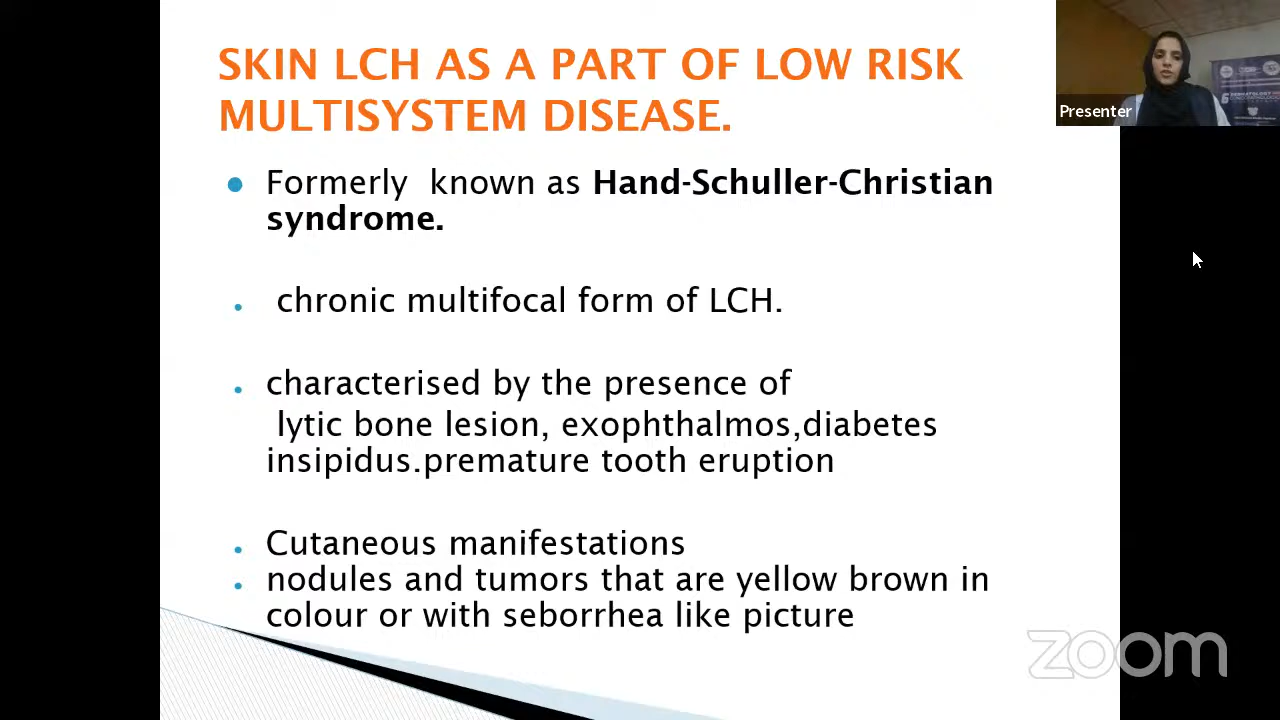 SKIN LCH AS A PART OF LOW RISK
MULTISYSTEM DISEASE.
Formerly known as Hand-Schuller-Christian
syndrome.
chronic multifocal form of LCH.
characterised by the presence of
lytic bone lesion, exophthalmos,diabetes
insipidus.premature tooth eruption
Cutaneous manifestations
nodules and tumors that are yellow brown in
colour or with seborrhea like picture
Presenter
zoom